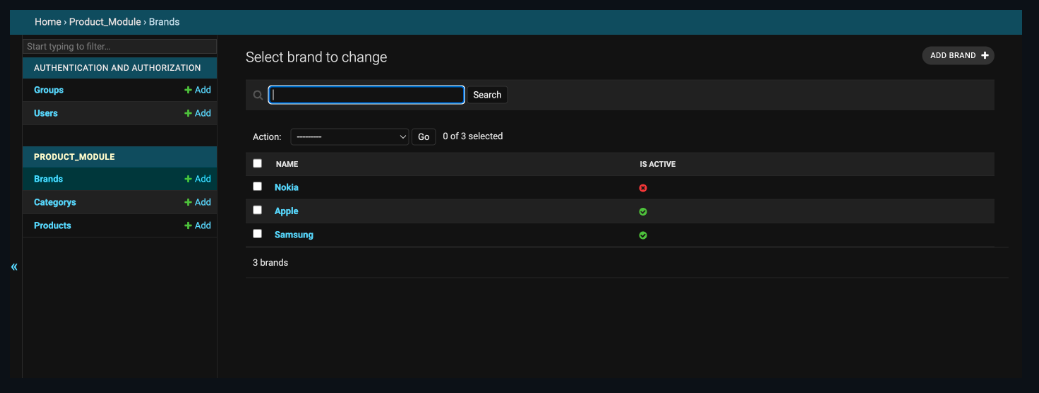 Home › Product_Module › Brands
Start typing to filter...
AUTHENTICATION AND AUTHORIZATION
Groups + Add
Users + Add
PRODUCT_MODULE
Brands + Add
Categorys + Add
Products + Add
«
Select brand to change
ADD BRAND +
Search
Action: --------- Go 0 of 3 selected
NAME IS ACTIVE
Nokia
Apple
Samsung
3 brands